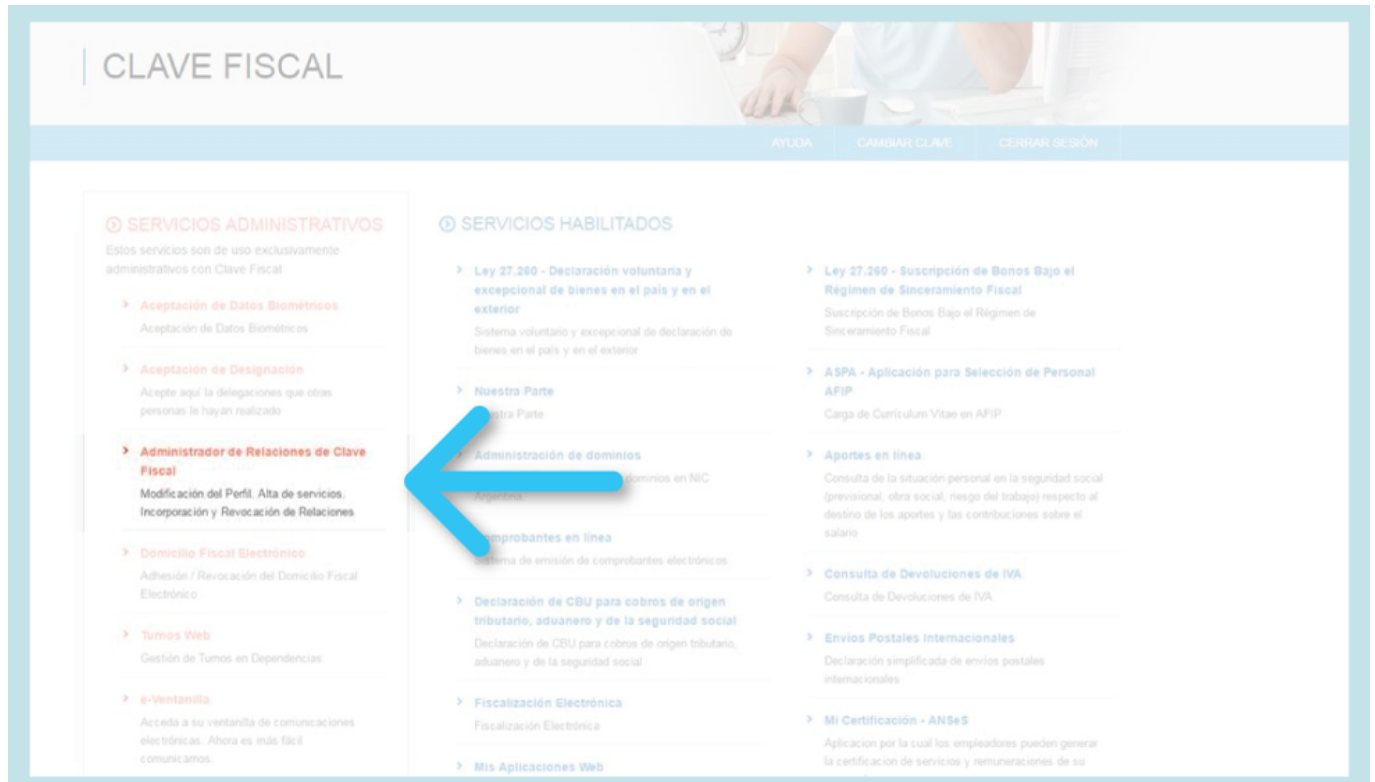 CLAVE FISCAL
AYUDA
CAMBIAR CLAVE
CERRAR SESIÓN
SERVICIOS ADMINISTRATIVOS
Estos servicios son de uso exclusivamente
administrativos con Clave Fiscal
Aceptación de Datos Biométricos
Aceptación de Datos Biométricos
Aceptación de Designación
Acepte aquí la delegaciones que otras
personas le hayan realizado
Administrador de Relaciones de Clave
Fiscal
Modificación del Perfil. Alta de servicios.
Incorporación y Revocación de Relaciones
Domicilio Fiscal Electrónico
Adhesión / Revocación del Domicilio Fiscal
Electrónico
Turnos Web
Gestión de Turnos en Dependencias
e-Ventanilla
Acceda a su ventanilla de comunicaciones
electrónicas. Ahora es más fácil
comunicarnos.
SERVICIOS HABILITADOS
Ley 27.260 - Declaración voluntaria y
excepcional de bienes en el país y en el
exterior
Sistema voluntario y excepcional de declaración de
bienes en el país y en el exterior
Nuestra Parte
Parte
Administración de dominios
dominios en NIC
Argentina
Comprobantes en línea
Sistema de emisión de comprobantes electrónicos
Declaración de CBU para cobros de origen
tributario, aduanero y de la seguridad social
Declaración de CBU para cobros de origen tributario,
aduanero y de la seguridad social
Fiscalización Electrónica
Fiscalización Electrónica
Mis Aplicaciones Web
Ley 27.260 - Suscripción de Bonos Bajo el
Régimen de Sinceramiento Fiscal
Suscripción de Bonos Bajo el Régimen de
Sinceramiento Fiscal
ASPA - Aplicación para Selección de Personal
AFIP
Carga de Curriculum Vitae en AFIP
Aportes en línea
Consulta de la situación personal en la seguridad social
(previsional, obra social, riesgo del trabajo) respecto al
destino de los aportes y las contribuciones sobre el
salario
Consulta de Devoluciones de IVA
Consulta de Devoluciones de IVA
Envíos Postales Internacionales
Declaración simplificada de envíos postales
internacionales
Mi Certificación - ANSeS
Aplicacion por la cual los empleadores pueden generar
la certificacion de servicios y remuneraciones de su